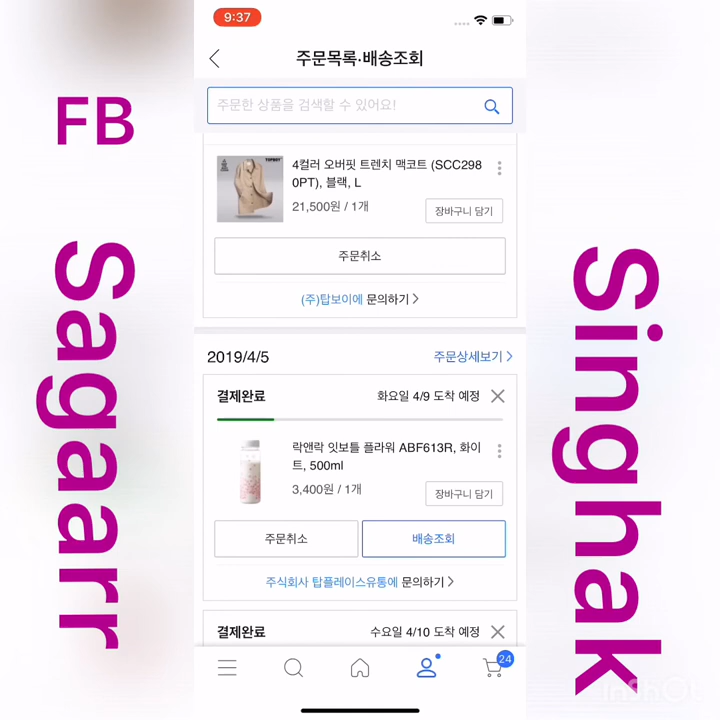 9:37
주문목록·배송조회
주문한 상품을 검색할 수 있어요!
TOPBOY
4컬러 오버핏 트렌치 맥코트 (SCC298
0PT), 블랙, L
21,500원 / 1개
장바구니 담기
주문취소
(주)탑보이에 문의하기
2019/4/5
주문상세보기
결제완료
화요일 4/9 도착 예정
락앤락 잇보틀 플라워 ABF613R, 화이
트, 500ml
3,400원 / 1개
장바구니 담기
주문취소
배송조회
주식회사 탑플레이스유통에 문의하기
결제완료
수요일 4/10 도착 예정
24
FB
Sagaarr
Singhak
InShOt